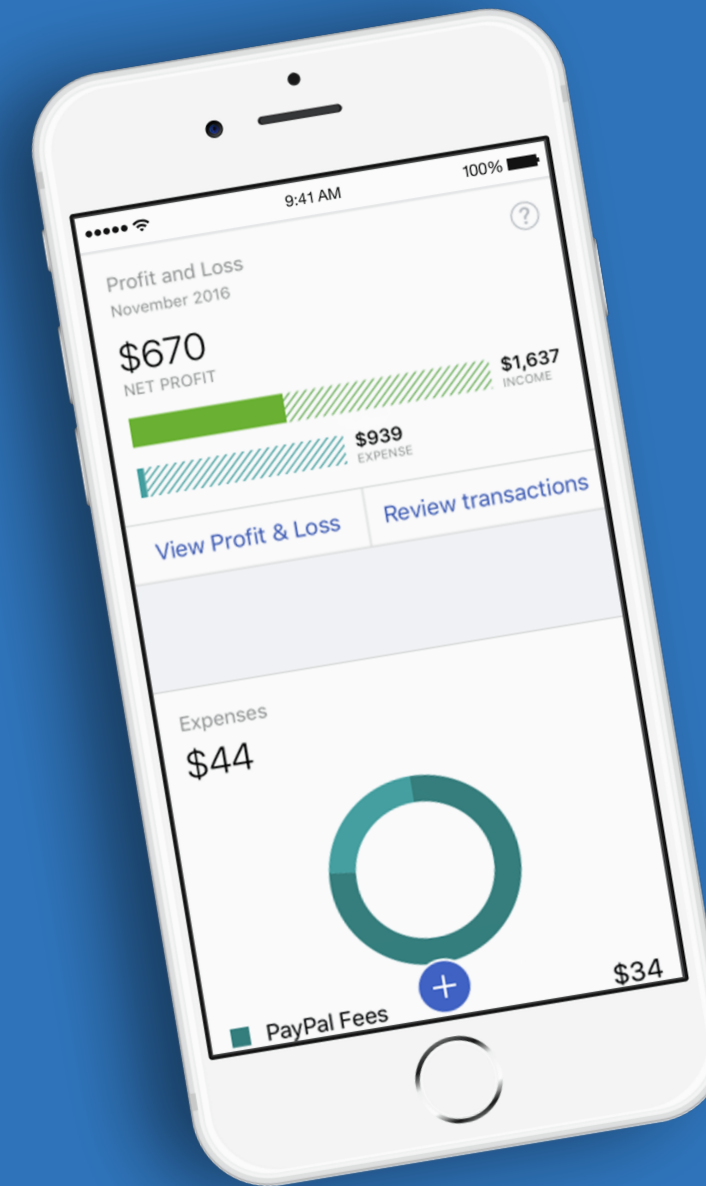 9:41 AM
100%
?
Profit and Loss
November 2016
$670
NET PROFIT
$1,637
INCOME
$939
EXPENSE
View Profit & Loss
Review transactions
Expenses
$44
PayPal Fees
$34